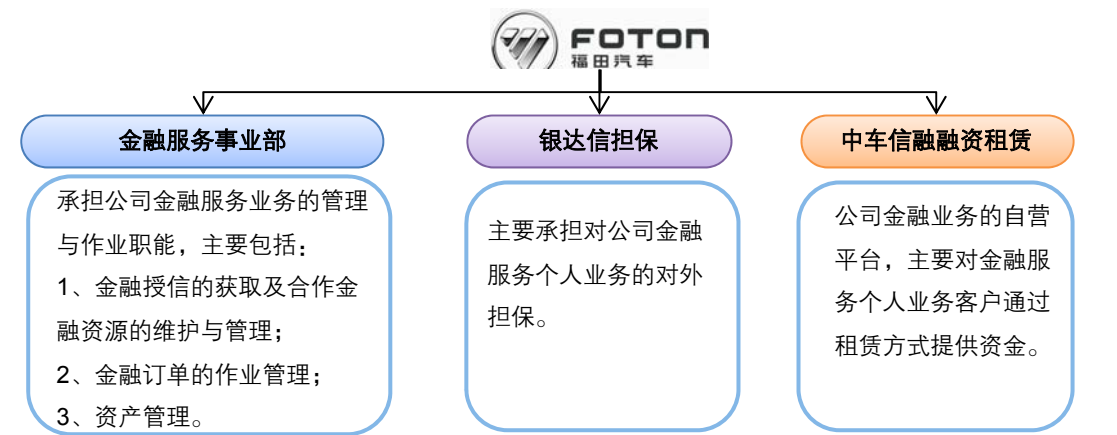 FOTON
福田汽车
金融服务事业部
银达信担保
中车信融融资租赁
承担公司金融服务业务的管理
与作业职能，主要包括：
1、金融授信的获取及合作金
融资源的维护与管理；
2、金融订单的作业管理；
3、资产管理。
主要承担对公司金融
服务个人业务的对外
担保。
公司金融业务的自营
平台，主要对金融服
务个人业务客户通过
租赁方式提供资金。